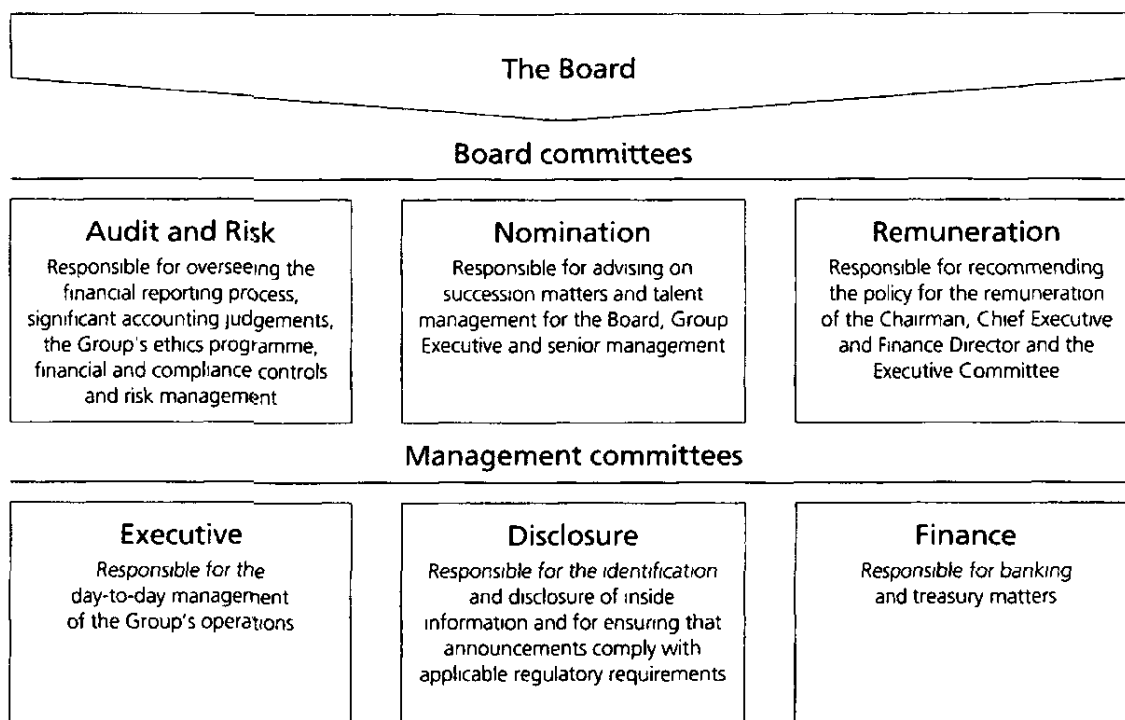 The Board
Board committees
Audit and Risk
Responsible for overseeing the
financial reporting process,
significant accounting judgements,
the Group's ethics programme,
financial and compliance controls
and risk management
Nomination
Responsible for advising on
succession matters and talent
management for the Board, Group
Executive and senior management
Remuneration
Responsible for recommending
the policy for the remuneration
of the Chairman, Chief Executive
and Finance Director and the
Executive Committee
Management committees
Executive
Responsible for the
day-to-day management
of the Group's operations
Disclosure
Responsible for the identification
and disclosure of inside
information and for ensuring that
announcements comply with
applicable regulatory requirements
Finance
Responsible for banking
and treasury matters